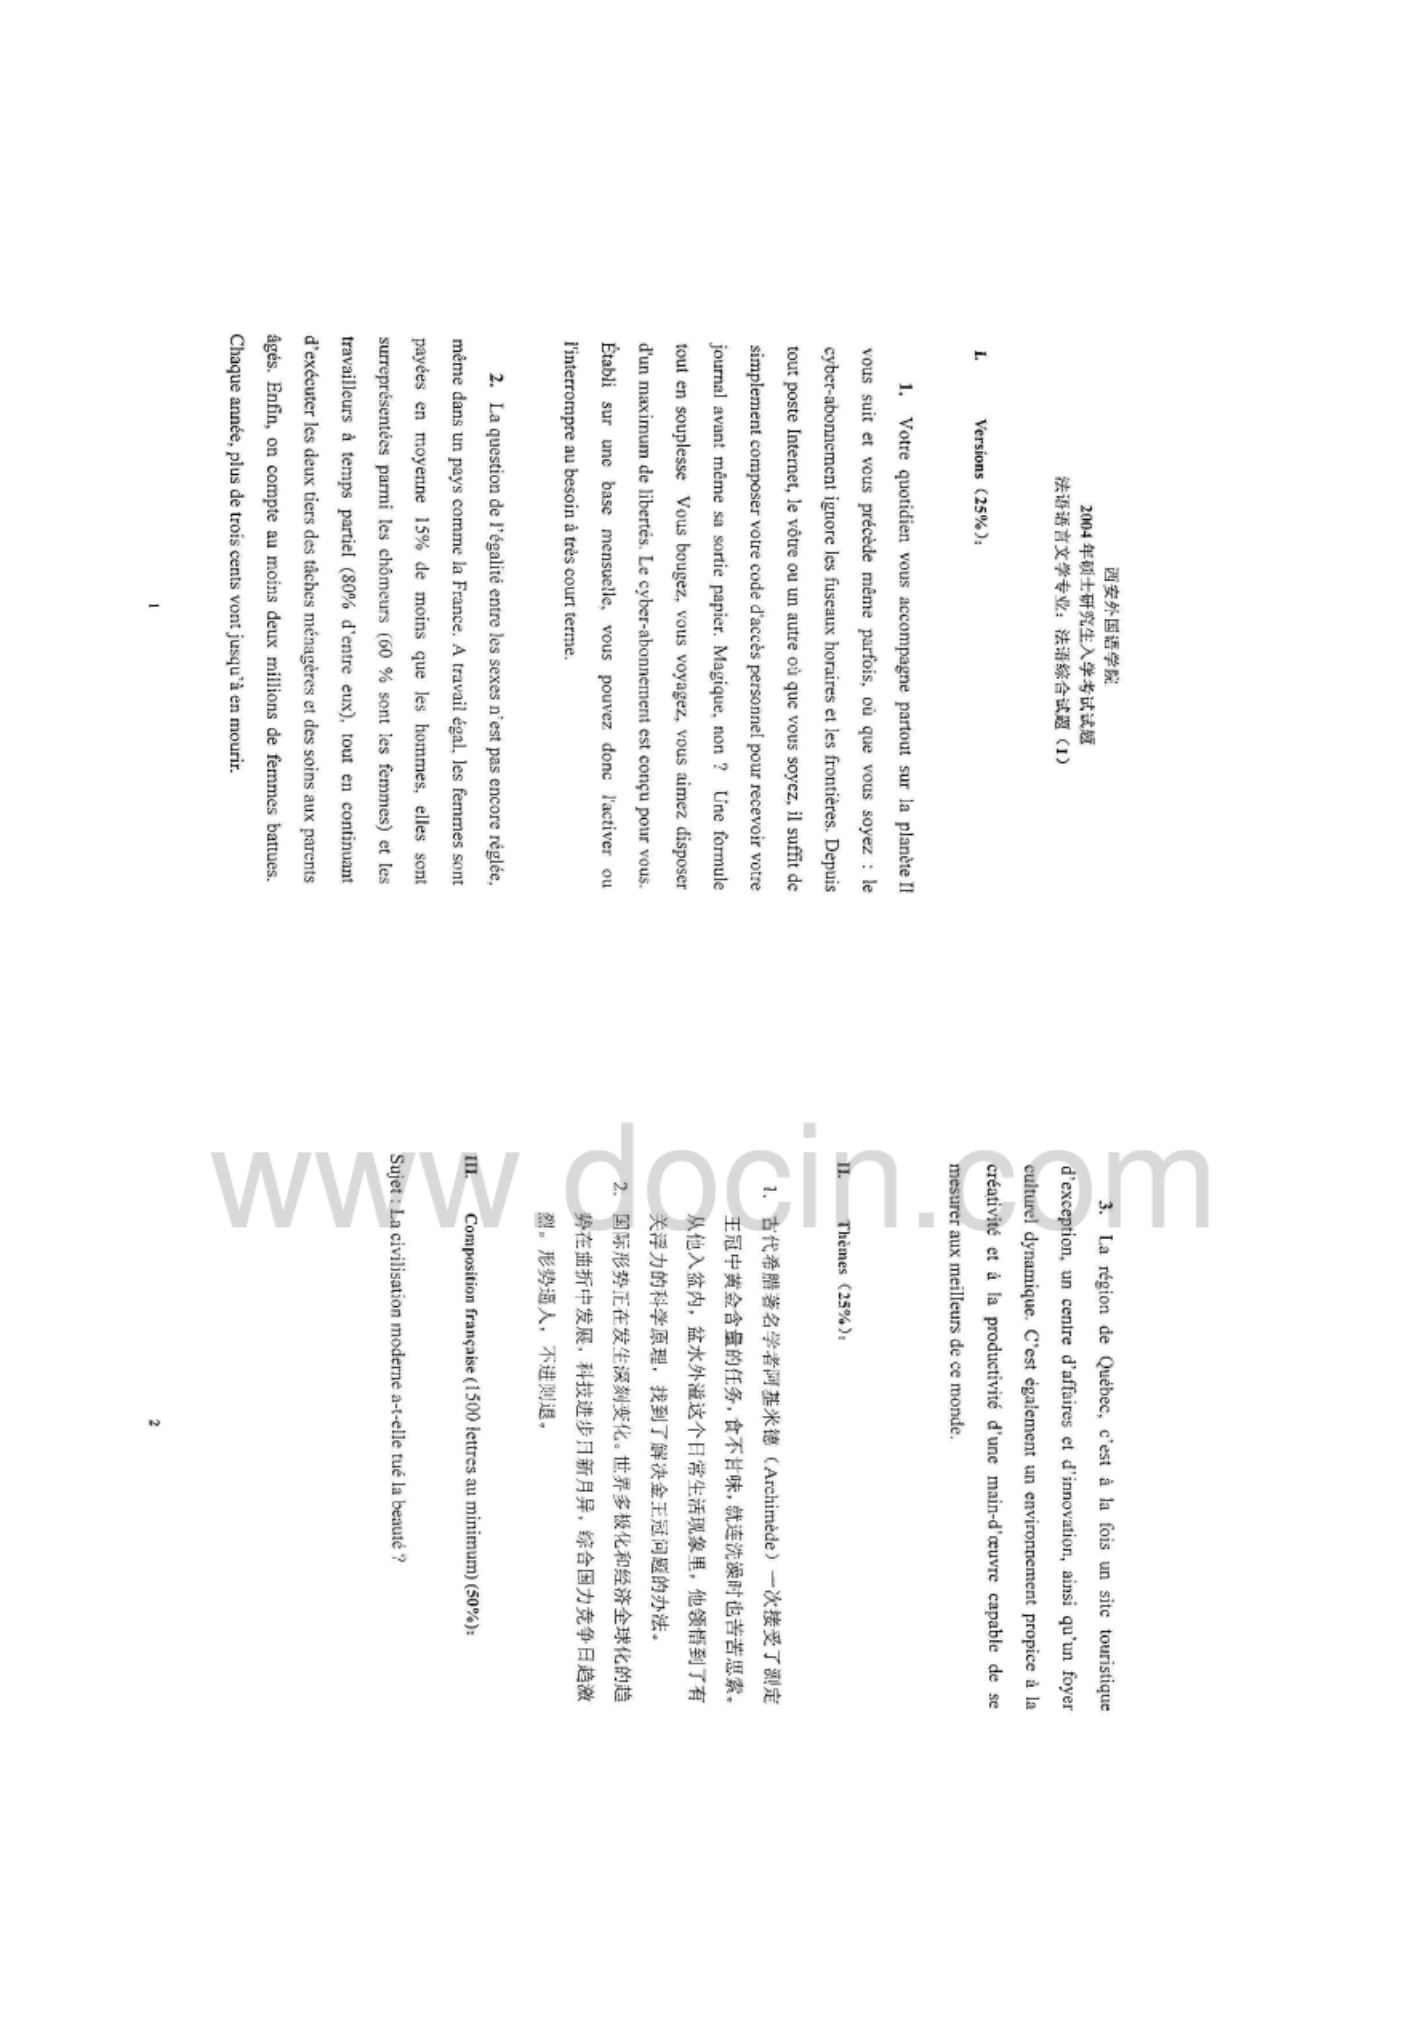 西安外国语学院
2004 年硕士研究生入学考试试题
法语语言文学专业：法语综合试题（1）
I. Versions (25%):
1. Votre quotidien vous accompagne partout sur la planète Il
vous suit et vous précède même parfois, où que vous soyez : le
cyber-abonnement ignore les fuseaux horaires et les frontières. Depuis
tout poste Internet, le vôtre ou un autre où que vous soyez, il suffit de
simplement composer votre code d'accès personnel pour recevoir votre
journal avant même sa sortie papier. Magique, non ? Une formule
tout en souplesse Vous bougez, vous voyagez, vous aimez disposer
d'un maximum de libertés. Le cyber-abonnement est conçu pour vous.
Établi sur une base mensuelle, vous pouvez donc l'activer ou
l'interrompre au besoin à très court terme.
2. La question de l'égalité entre les sexes n'est pas encore réglée,
même dans un pays comme la France. A travail égal, les femmes sont
payées en moyenne 15% de moins que les hommes, elles sont
surreprésentées parmi les chômeurs (60 % sont les femmes) et les
travailleurs à temps partiel (80% d'entre eux), tout en continuant
d'exécuter les deux tiers des tâches ménagères et des soins aux parents
âgés. Enfin, on compte au moins deux millions de femmes battues.
Chaque année, plus de trois cents vont jusqu'à en mourir.
1
3. La région de Québec, c'est à la fois un site touristique
d'exception, un centre d'affaires et d'innovation, ainsi qu'un foyer
culturel dynamique. C'est également un environnement propice à la
créativité et à la productivité d'une main-d'œuvre capable de se
mesurer aux meilleurs de ce monde.
II. Thèmes (25%):
1. 古代希腊著名学者阿基米德（Archimède）一次接受了测定
王冠中黄金含量的任务，食不甘味，就连洗澡时也苦苦思索。
从他入盆内，盆水外溢这个日常生活现象里，他领悟到了有
关浮力的科学原理，找到了解决金王冠问题的办法。
2. 国际形势正在发生深刻变化。世界多极化和经济全球化的趋
势在曲折中发展，科技进步日新月异，综合国力竞争日趋激
烈。形势逼人，不进则退。
III. Composition française (1500 lettres au minimum) (50%):
Sujet : La civilisation moderne a-t-elle tué la beauté ?
2
www.docin.com